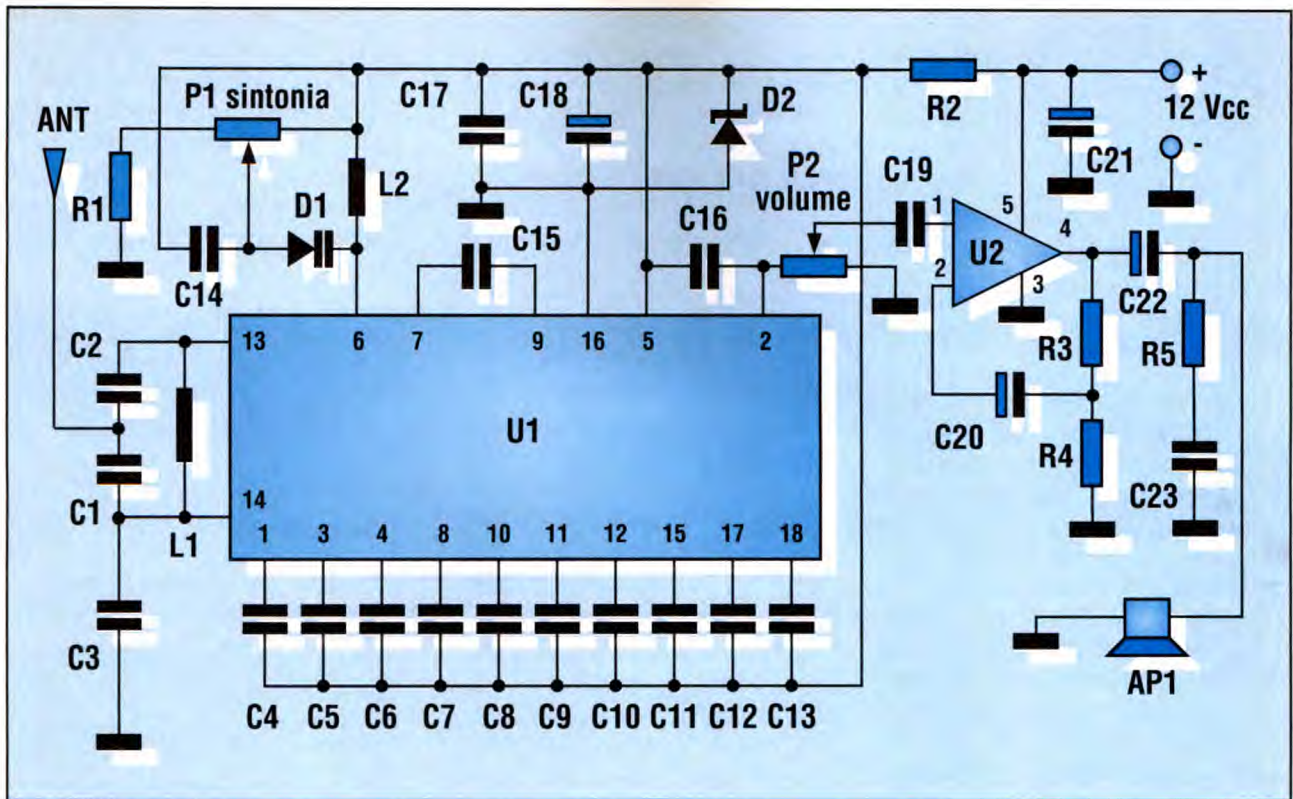 C17
C18
D2
R2
+
12 Vcc
-
P1 sintonia
ANT
R1
L2
D1
C14
C15
C16
P2
volume
C19
C21
1
5
4
2
U2
3
C22
R3
R5
C20
R4
C23
C2
C1
L1
C3
13
6
7
9
16
5
2
U1
14
1
3
4
8
10
11
12
15
17
18
C4
C5
C6
C7
C8
C9
C10
C11
C12
C13
AP1